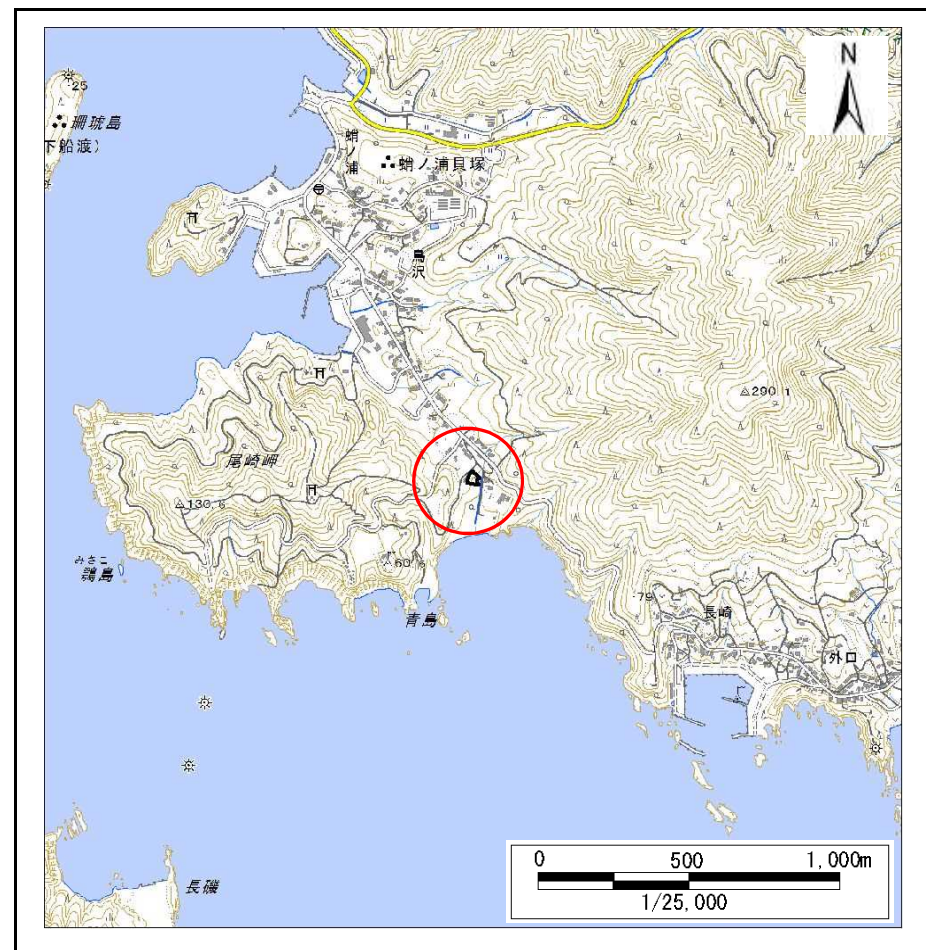 N
25
珊琥島
下船渡)
蛸ノ浦
蛸ノ浦貝塚
鳥沢
290.1
尾崎岬
130.6
みさご
鶚島
60.6
青島
79
長崎
外口
長磯
0 500 1,000m
1/25,000